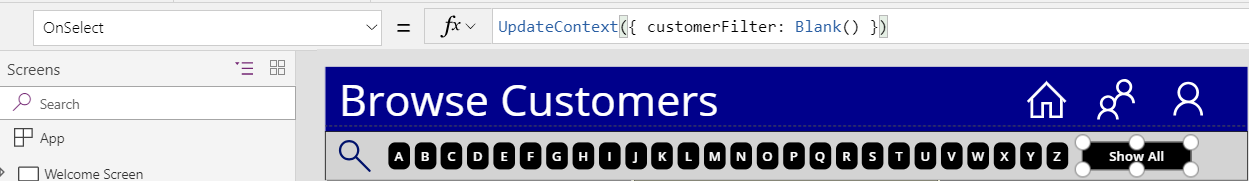 OnSelect = fx UpdateContext({ customerFilter: Blank() })
Screens
Search
App
Welcome Screen
Browse Customers
A B C D E F G H I J K L M N O P Q R S T U V W X Y Z Show All